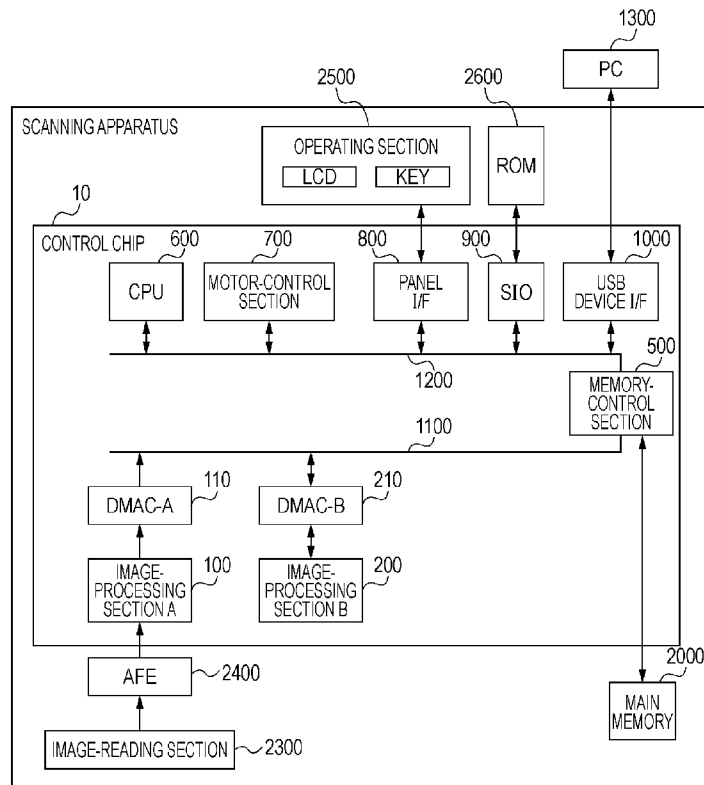 1300
PC
2500
2600
SCANNING APPARATUS
OPERATING SECTION
LCD
KEY
ROM
10
CONTROL CHIP
600
700
800
900
1000
CPU
MOTOR-CONTROL
SECTION
PANEL
I/F
SIO
USB
DEVICE I/F
1200
500
MEMORY-
CONTROL
SECTION
1100
110
210
DMAC-A
DMAC-B
100
200
IMAGE-
PROCESSING
SECTION A
IMAGE-
PROCESSING
SECTION B
AFE
2400
2000
MAIN
MEMORY
IMAGE-READING SECTION
2300